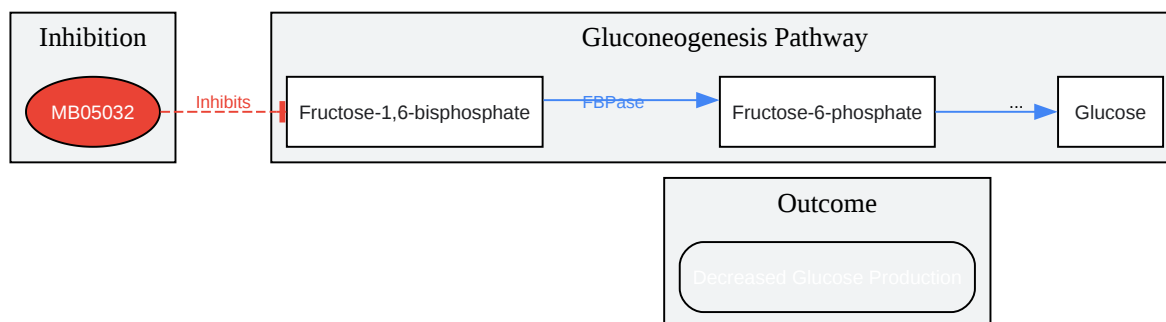 Inhibition
MB05032
Inhibits
Gluconeogenesis Pathway
Fructose-1,6-bisphosphate
FBPase
Fructose-6-phosphate
...
Glucose
Outcome
Decreased Glucose Production